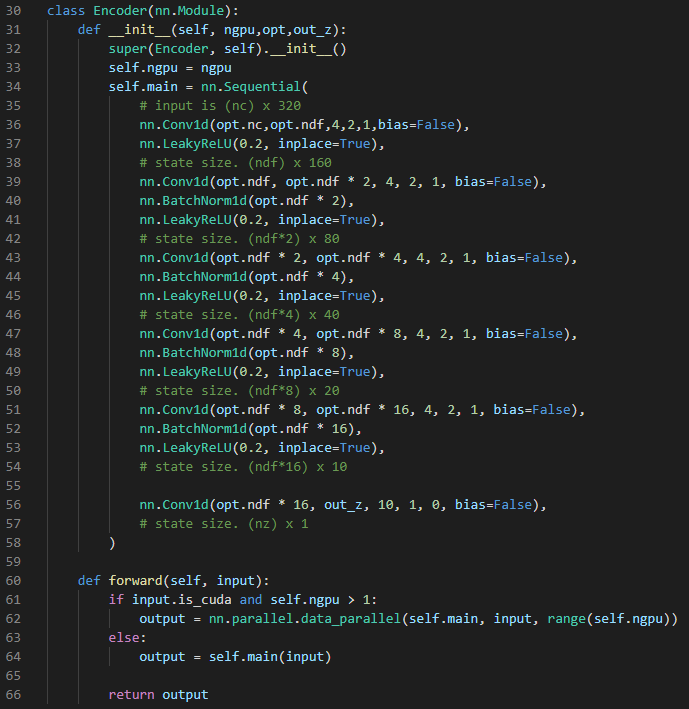 30 class Encoder(nn.Module):
31     def __init__(self, ngpu,opt,out_z):
32         super(Encoder, self).__init__()
33         self.ngpu = ngpu
34         self.main = nn.Sequential(
35             # input is (nc) x 320
36             nn.Conv1d(opt.nc,opt.ndf,4,2,1,bias=False),
37             nn.LeakyReLU(0.2, inplace=True),
38             # state size. (ndf) x 160
39             nn.Conv1d(opt.ndf, opt.ndf * 2, 4, 2, 1, bias=False),
40             nn.BatchNorm1d(opt.ndf * 2),
41             nn.LeakyReLU(0.2, inplace=True),
42             # state size. (ndf*2) x 80
43             nn.Conv1d(opt.ndf * 2, opt.ndf * 4, 4, 2, 1, bias=False),
44             nn.BatchNorm1d(opt.ndf * 4),
45             nn.LeakyReLU(0.2, inplace=True),
46             # state size. (ndf*4) x 40
47             nn.Conv1d(opt.ndf * 4, opt.ndf * 8, 4, 2, 1, bias=False),
48             nn.BatchNorm1d(opt.ndf * 8),
49             nn.LeakyReLU(0.2, inplace=True),
50             # state size. (ndf*8) x 20
51             nn.Conv1d(opt.ndf * 8, opt.ndf * 16, 4, 2, 1, bias=False),
52             nn.BatchNorm1d(opt.ndf * 16),
53             nn.LeakyReLU(0.2, inplace=True),
54             # state size. (ndf*16) x 10
55
56             nn.Conv1d(opt.ndf * 16, out_z, 10, 1, 0, bias=False),
57             # state size. (nz) x 1
58         )
59
60     def forward(self, input):
61         if input.is_cuda and self.ngpu > 1:
62             output = nn.parallel.data_parallel(self.main, input, range(self.ngpu))
63         else:
64             output = self.main(input)
65
66         return output